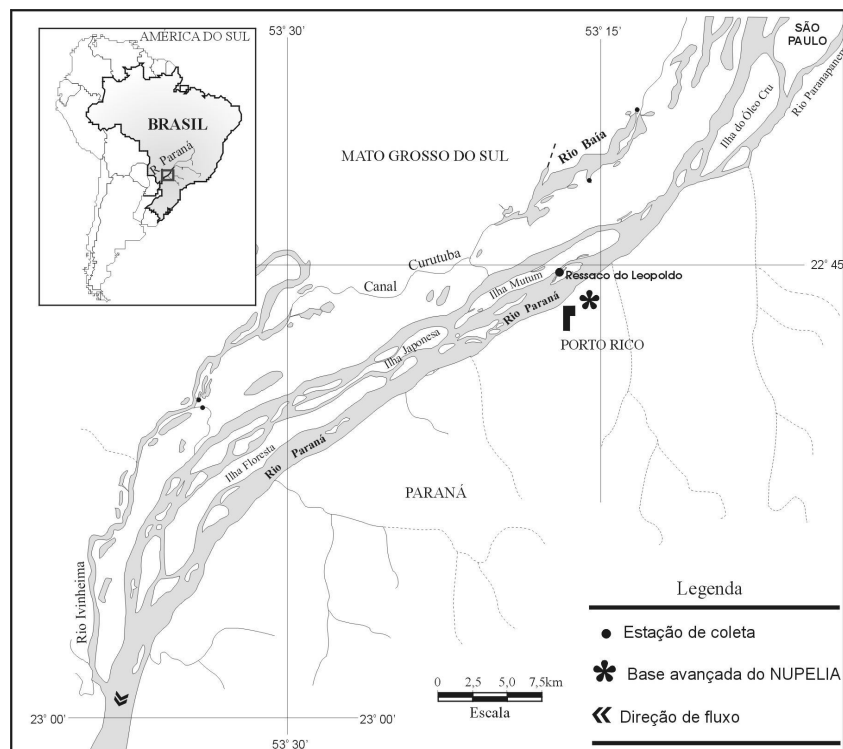 AMÉRICA DO SUL
BRASIL
R. Paraná
53° 30'
53° 15'
SÃO
PAULO
Rio Paranapanema
Ilha do Óleo Cru
Rio Baía
MATO GROSSO DO SUL
Canal Curutuba
22° 45'
Ressaco do Leopoldo
Ilha Mutum
Rio Paraná
PORTO RICO
Ilha Japonesa
Ilha Floresta
Rio Paraná
PARANÁ
Rio Ivinheima
Legenda
Estação de coleta
Base avançada do NUPELIA
Direção de fluxo
0 2,5 5,0 7,5km
Escala
23° 00'
23° 00'
53° 30'
53° 15'